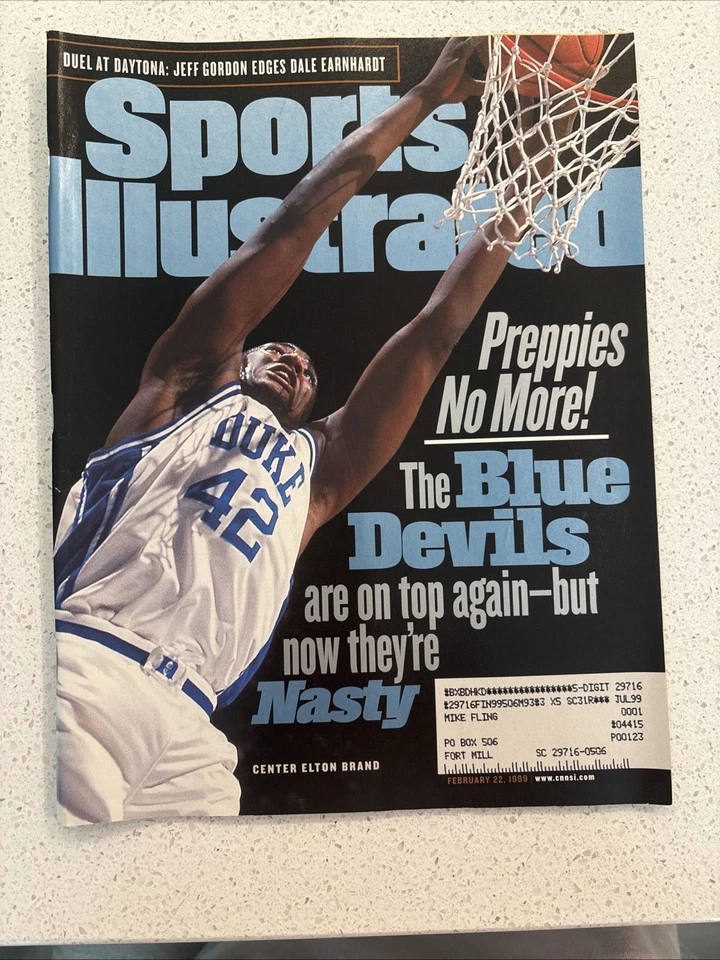 DUEL AT DAYTONA: JEFF GORDON EDGES DALE EARNHARDT
Sports
Illustrated
Preppies
No More!
The Blue
Devils
are on top again–but
now they're
Nasty
DUKE
42
D
CENTER ELTON BRAND
#BXBDHKD*****************5-DIGIT 29716
#29716FIN99506M93#3 XS SC31R*** JUL99
MIKE FLING 0001
#04415
PO BOX 506 P00123
FORT MILL SC 29716-0506
FEBRUARY 22, 1999 | www.cnnsi.com